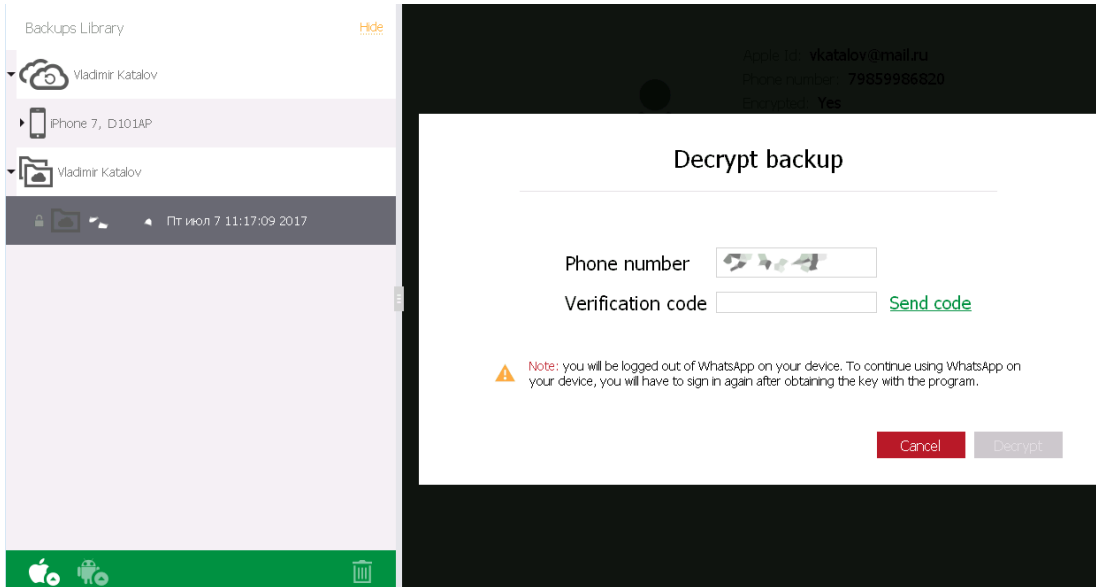 Backups Library
Hide
Vladimir Katalov
iPhone 7, D101AP
Vladimir Katalov
Пт июл 7 11:17:09 2017
Apple Id: vkatalov@mail.ru
Phone number: 79859986820
Encrypted: Yes
Decrypt backup
Phone number
Verification code
Send code
Note: you will be logged out of WhatsApp on your device. To continue using WhatsApp on
your device, you will have to sign in again after obtaining the key with the program.
Cancel
Decrypt